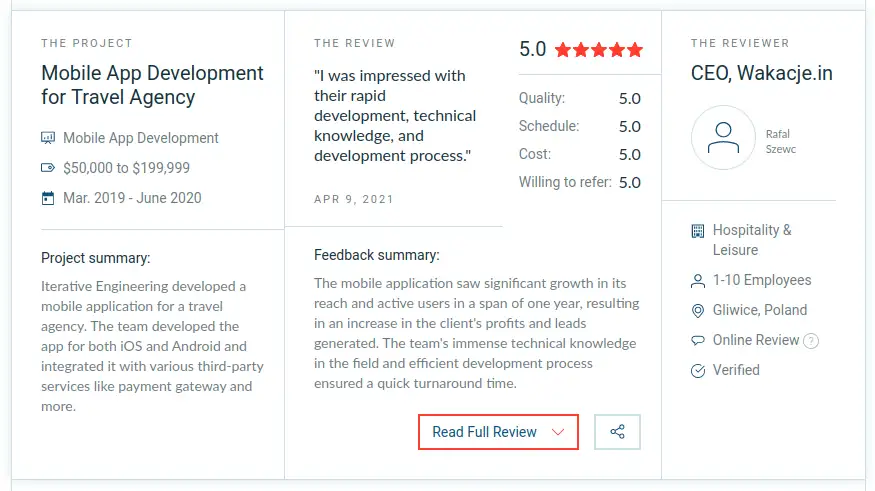 THE PROJECT
Mobile App Development
for Travel Agency
Mobile App Development
$50,000 to $199,999
Mar. 2019 - June 2020
Project summary:
Iterative Engineering developed a
mobile application for a travel
agency. The team developed the
app for both iOS and Android and
integrated it with various third-party
services like payment gateway and
more.
THE REVIEW
"I was impressed with
their rapid
development, technical
knowledge, and
development process."
APR 9, 2021
5.0
Quality: 5.0
Schedule: 5.0
Cost: 5.0
Willing to refer: 5.0
Feedback summary:
The mobile application saw significant growth in its
reach and active users in a span of one year, resulting
in an increase in the client's profits and leads
generated. The team's immense technical knowledge
in the field and efficient development process
ensured a quick turnaround time.
Read Full Review
THE REVIEWER
CEO, Wakacje.in
Rafal
Szewc
Hospitality &
Leisure
1-10 Employees
Gliwice, Poland
Online Review ?
Verified